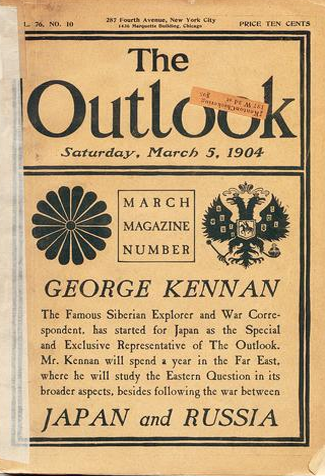 L. 76, NO. 10
287 Fourth Avenue, New York City
1436 Marquette Building, Chicago
PRICE TEN CENTS
The
Outlook
Saturday, March 5, 1904
MARCH
MAGAZINE
NUMBER
GEORGE KENNAN
The Famous Siberian Explorer and War Corre-
spondent, has started for Japan as the Special
and Exclusive Representative of The Outlook.
Mr. Kennan will spend a year in the Far East,
where he will study the Eastern Question in its
broader aspects, besides following the war between
JAPAN and RUSSIA